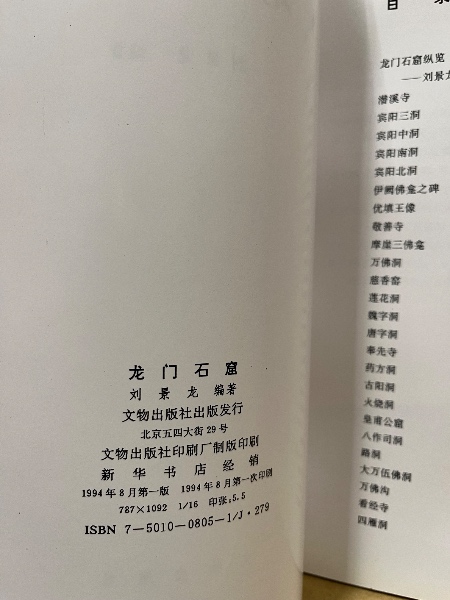 龙门石窟
刘景龙 编著
文物出版社出版发行
北京五四大街29号
文物出版社印刷厂制版印刷
新华书店经销
1994年8月第一版 1994年8月第一次印刷
787×1092 1/16 印张:5.5
ISBN 7-5010-0805-1/J·279
目
龙门石窟纵览
——刘景龙
潜溪寺
宾阳三洞
宾阳中洞
宾阳南洞
宾阳北洞
伊阙佛龛之碑
优填王像
敬善寺
摩崖三佛龛
万佛洞
慈香窑
莲花洞
魏字洞
唐字洞
奉先寺
药方洞
古阳洞
火烧洞
皇甫公窟
八作司洞
路洞
大万伍佛洞
万佛沟
看经寺
四雁洞